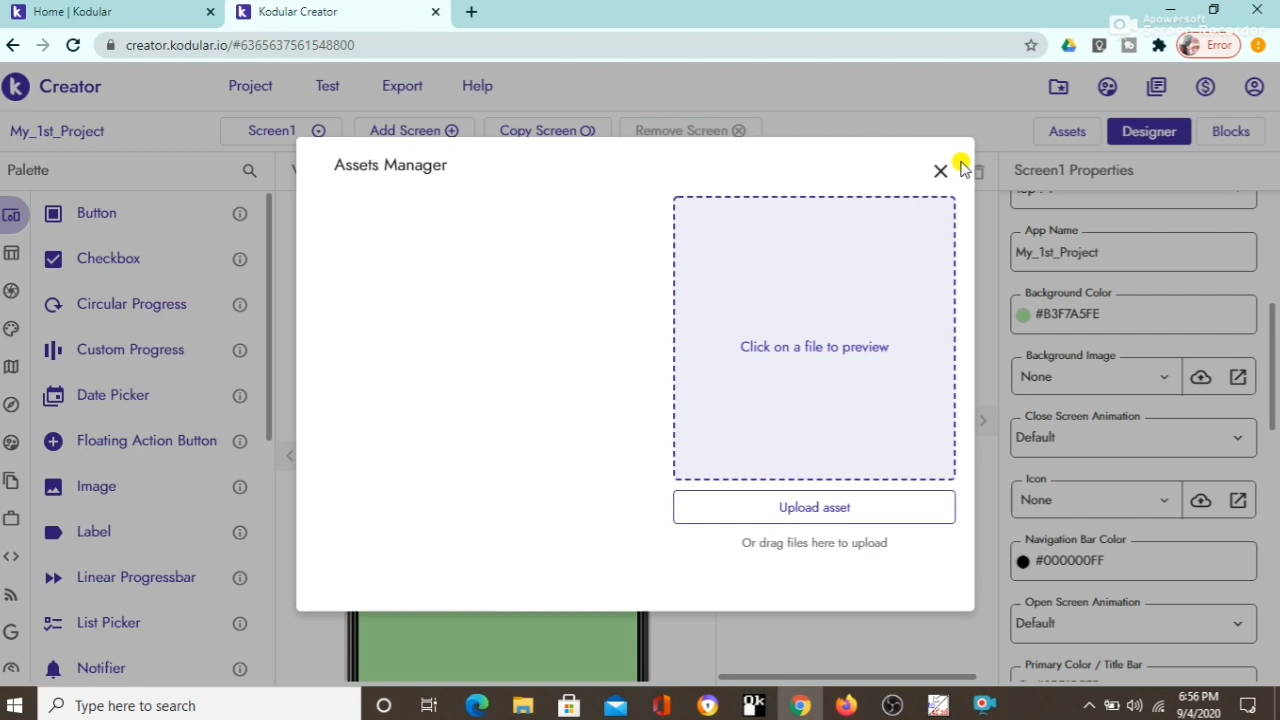 Home | Kodular
Kodular Creator
Apowersoft
Screen Recorder
creator.kodular.io/#6365637561548800
Error
Creator
Project
Test
Export
Help
My_1st_Project
Screen1
Add Screen
Copy Screen
Remove Screen
Assets
Designer
Blocks
Palette
V
Assets Manager
Screen1 Properties
Button
Checkbox
Circular Progress
Custom Progress
Date Picker
Floating Action Button
Image
Label
Linear Progressbar
List Picker
Notifier
Click on a file to preview
Upload asset
Or drag files here to upload
App Name
My_1st_Project
Background Color
#B3F7A5FE
Background Image
None
Close Screen Animation
Default
Icon
None
Navigation Bar Color
#000000FF
Open Screen Animation
Default
Primary Color / Title Bar
Type here to search
6:56 PM
9/4/2020